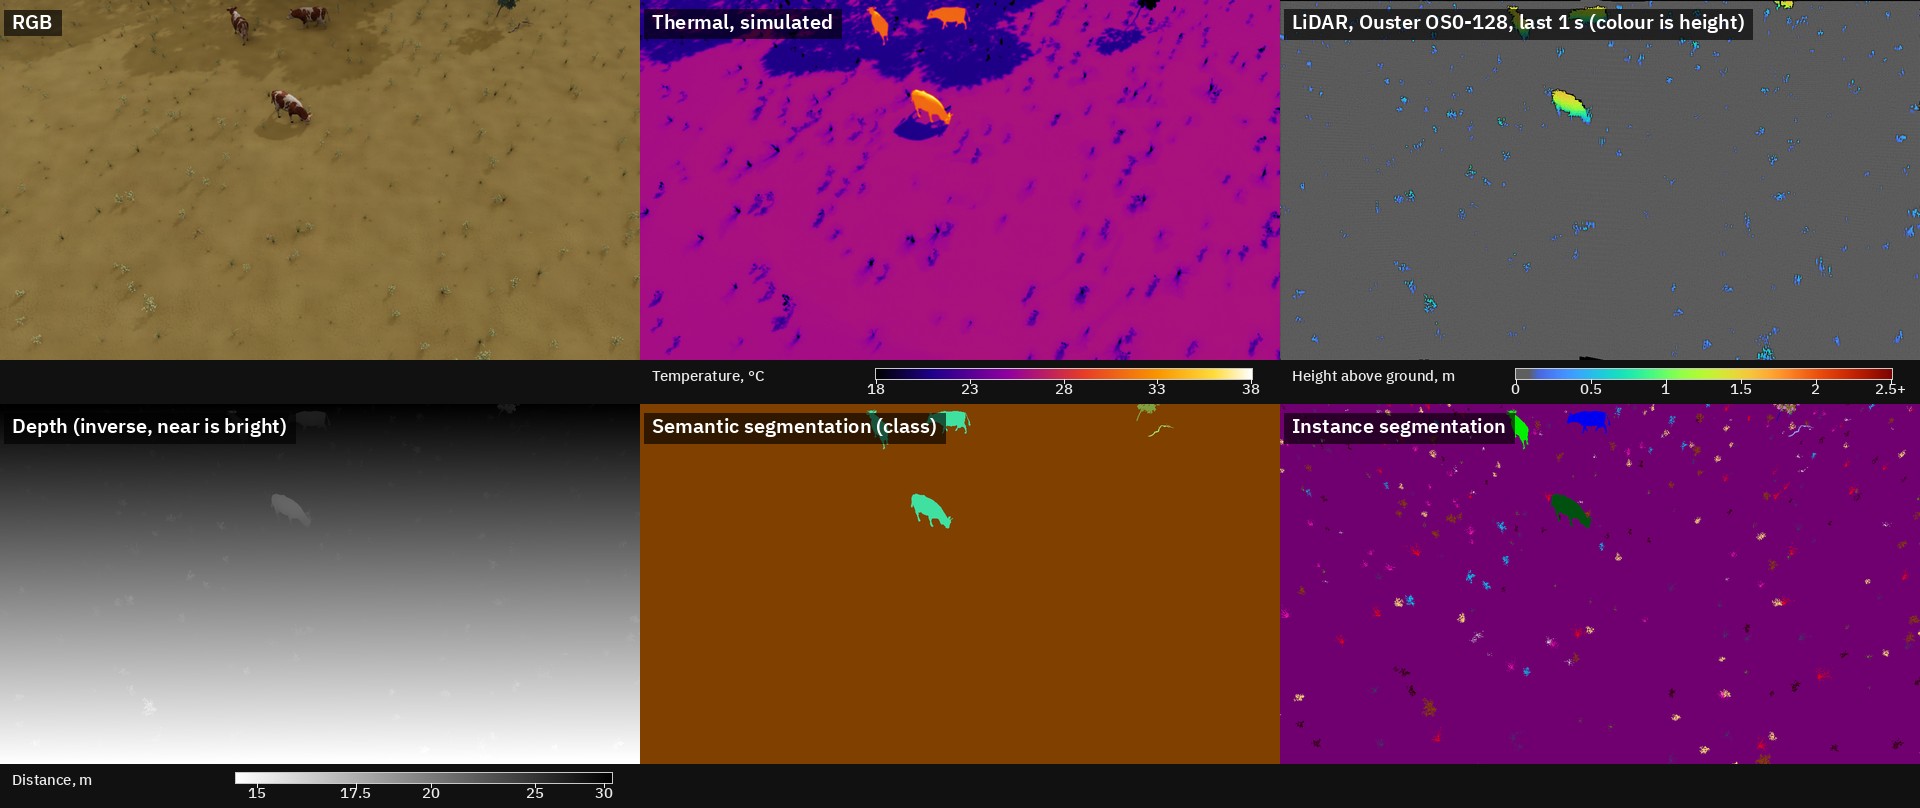 RGB
Thermal, simulated
LiDAR, Ouster OS0-128, last 1 s (colour is height)
Temperature, °C
18 23 28 33 38
Height above ground, m
0 0.5 1 1.5 2 2.5+
Depth (inverse, near is bright)
Semantic segmentation (class)
Instance segmentation
Distance, m
15 17.5 20 25 30